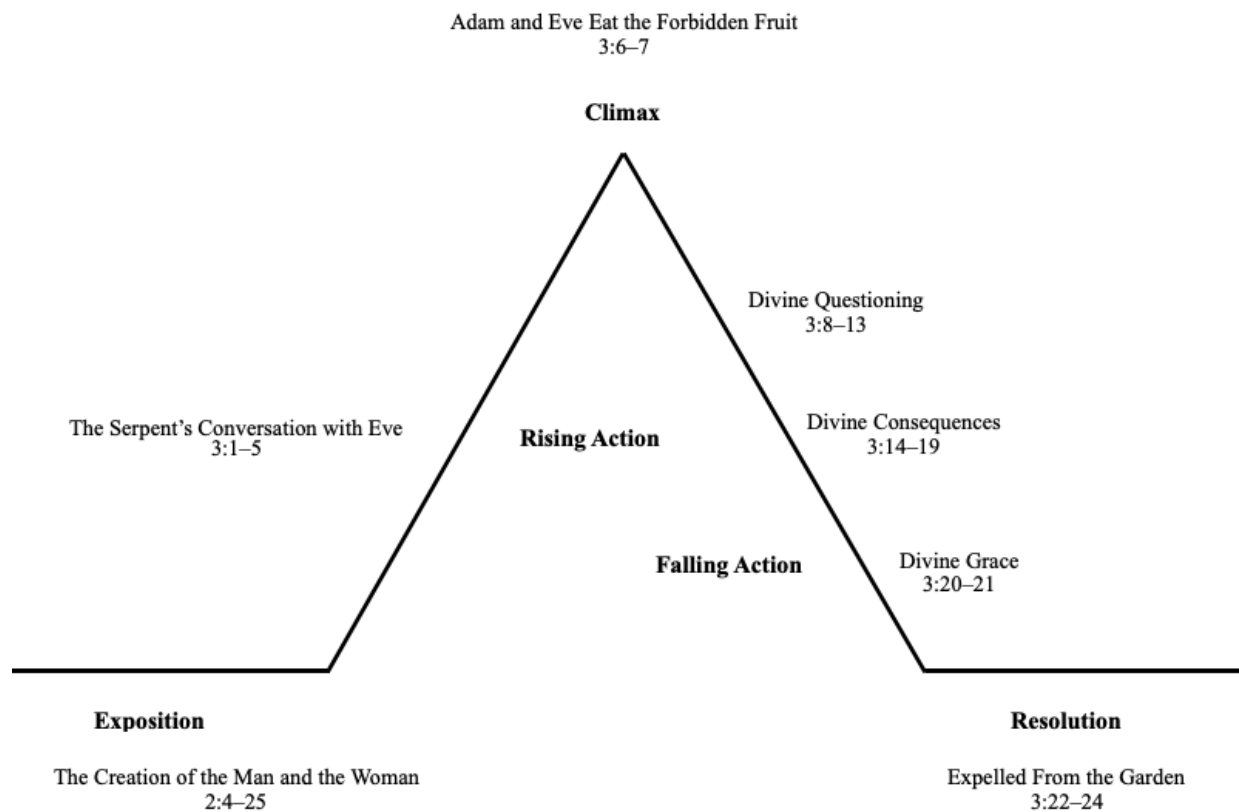 Adam and Eve Eat the Forbidden Fruit
3:6–7
Climax
Divine Questioning
3:8–13
The Serpent’s Conversation with Eve
3:1–5
Rising Action
Divine Consequences
3:14–19
Falling Action
Divine Grace
3:20–21
Exposition
Resolution
The Creation of the Man and the Woman
2:4–25
Expelled From the Garden
3:22–24